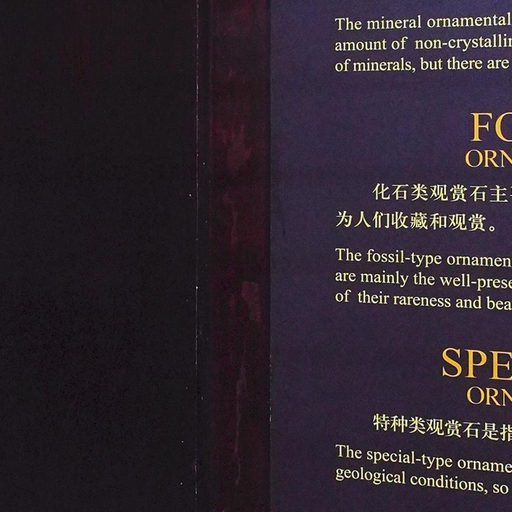 The mineral ornamental
amount of non-crystallin
of minerals, but there are
FO
ORN
化石类观赏石主
为人们收藏和观赏。
The fossil-type ornamen
are mainly the well-prese
of their rareness and bea
SPE
ORN
特种类观赏石是指
The special-type orname
geological conditions, so